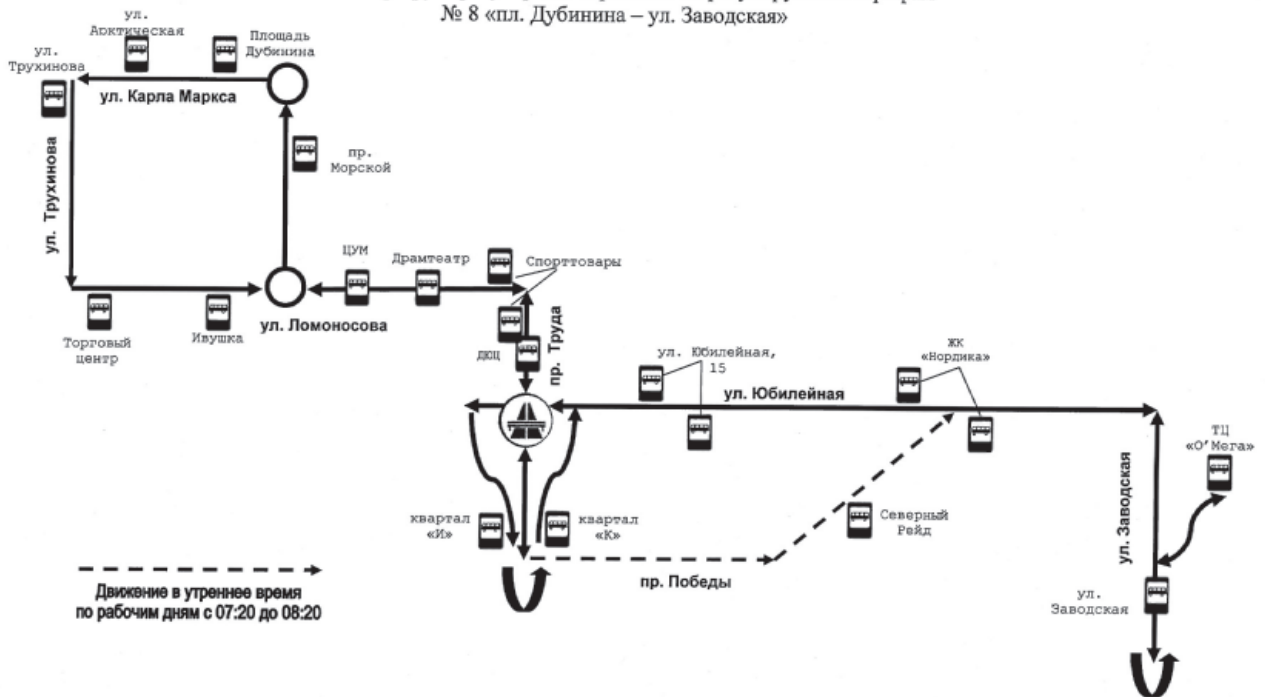 № 8 «пл. Дубинина – ул. Заводская»
ул.
Арктическая
Площадь
Дубинина
ул.
Трухинова
ул. Карла Маркса
пр.
Морской
ул. Трухинова
ЦУМ
Драмтеатр
Спорттовары
ул. Ломоносова
Торговый
центр
Ивушка
ДЮЦ
пр. Труда
ул. Юбилейная,
15
ЖК
«Нордика»
ул. Юбилейная
ТЦ
«О’Мега»
ул. Заводская
квартал
«И»
квартал
«К»
Северный
Рейд
пр. Победы
Движение в утреннее время
по рабочим дням с 07:20 до 08:20
ул.
Заводская